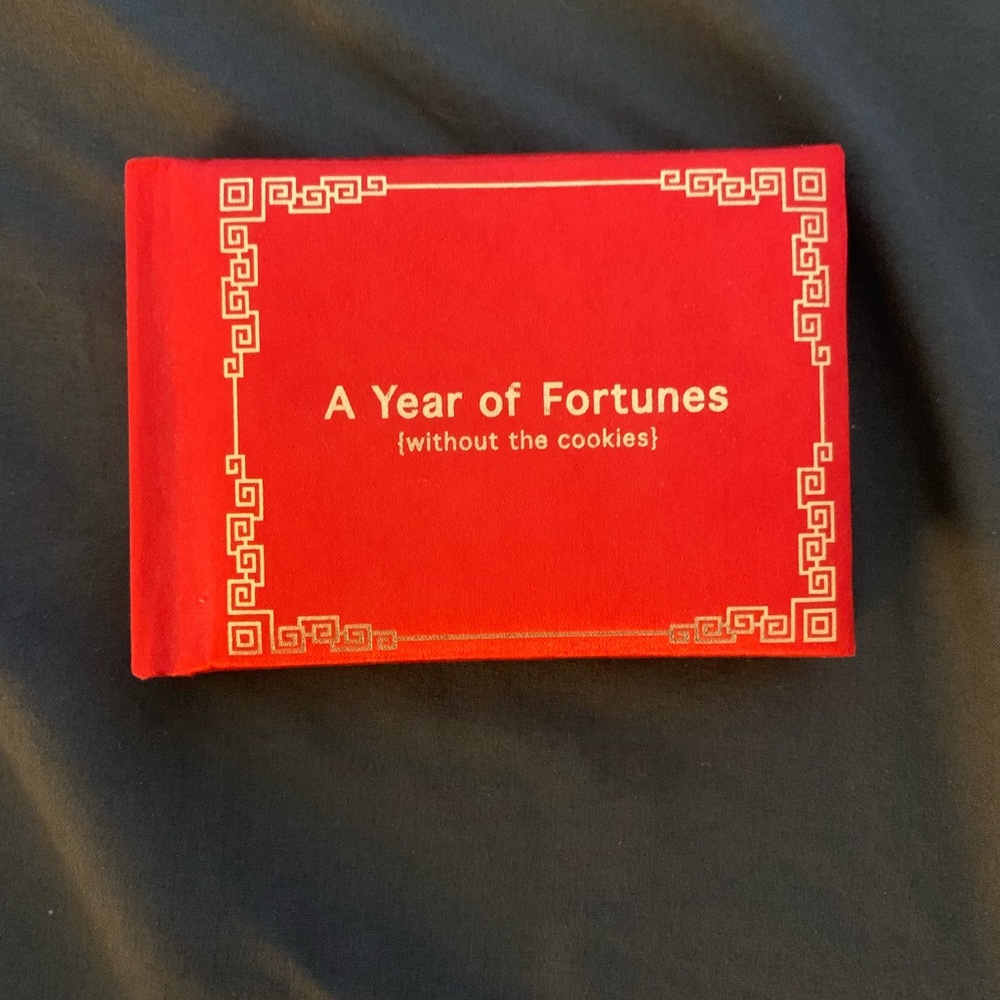 A Year of Fortunes
{without the cookies}